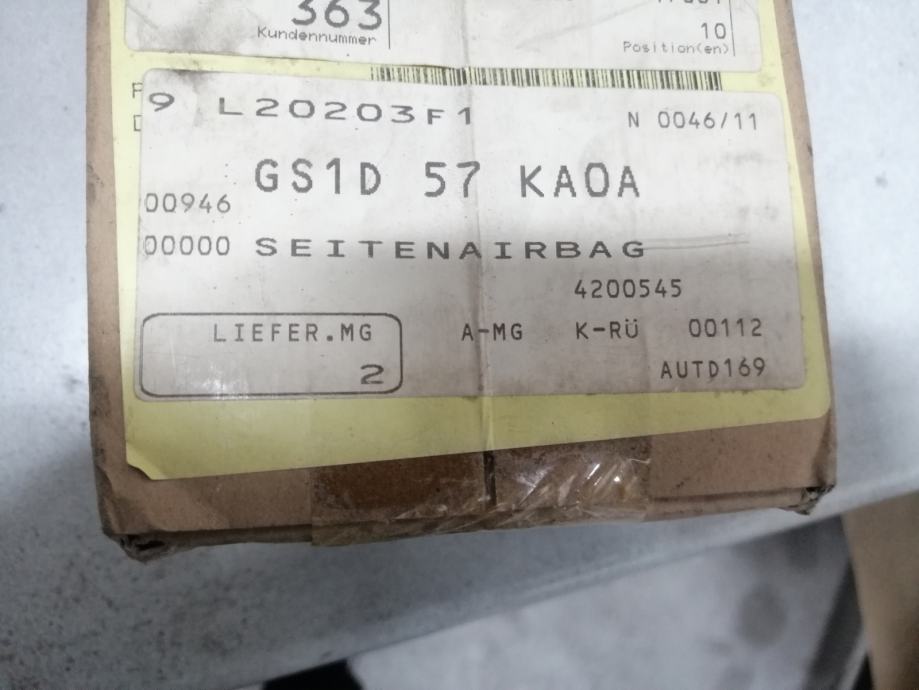 363
Kundennummer
10
Position(en)
9 L20203F1
N 0046/11
GS1D 57 KA0A
00946
00000 SEITENAIRBAG
4200545
LIEFER.MG A-MG K-RÜ 00112
2
AUTD169